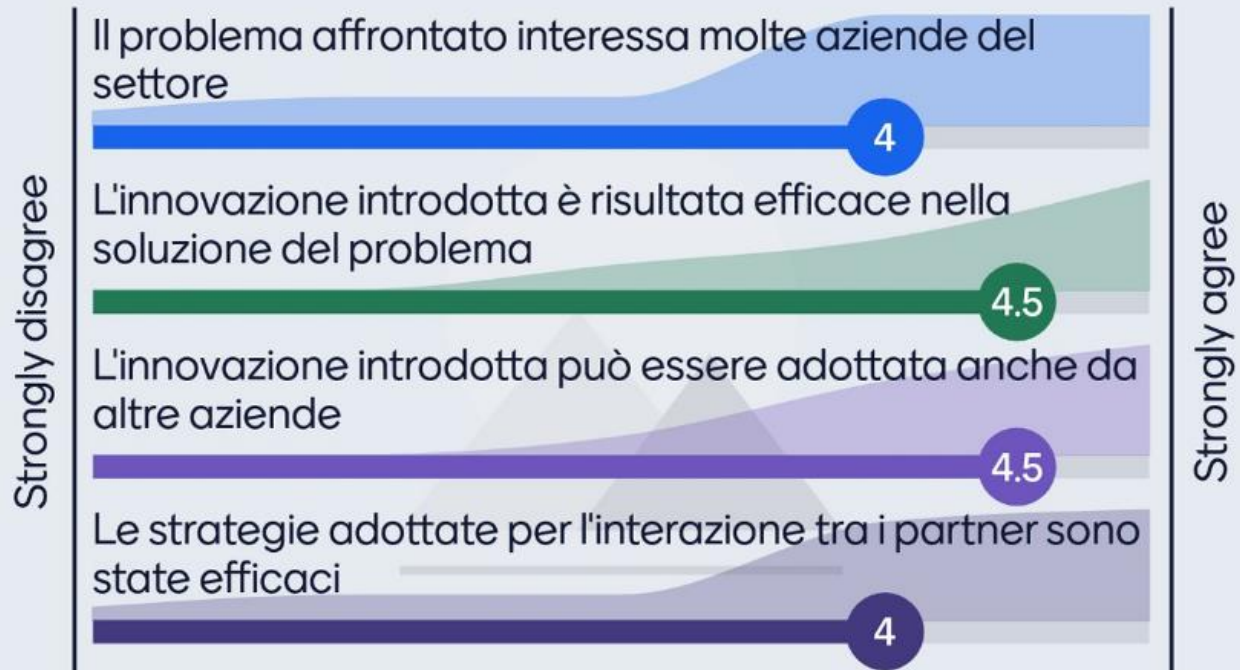 Strongly disagree
Il problema affrontato interessa molte aziende del
settore
4
L'innovazione introdotta è risultata efficace nella
soluzione del problema
4.5
L'innovazione introdotta può essere adottata anche da
altre aziende
4.5
Le strategie adottate per l'interazione tra i partner sono
state efficaci
4
Strongly agree